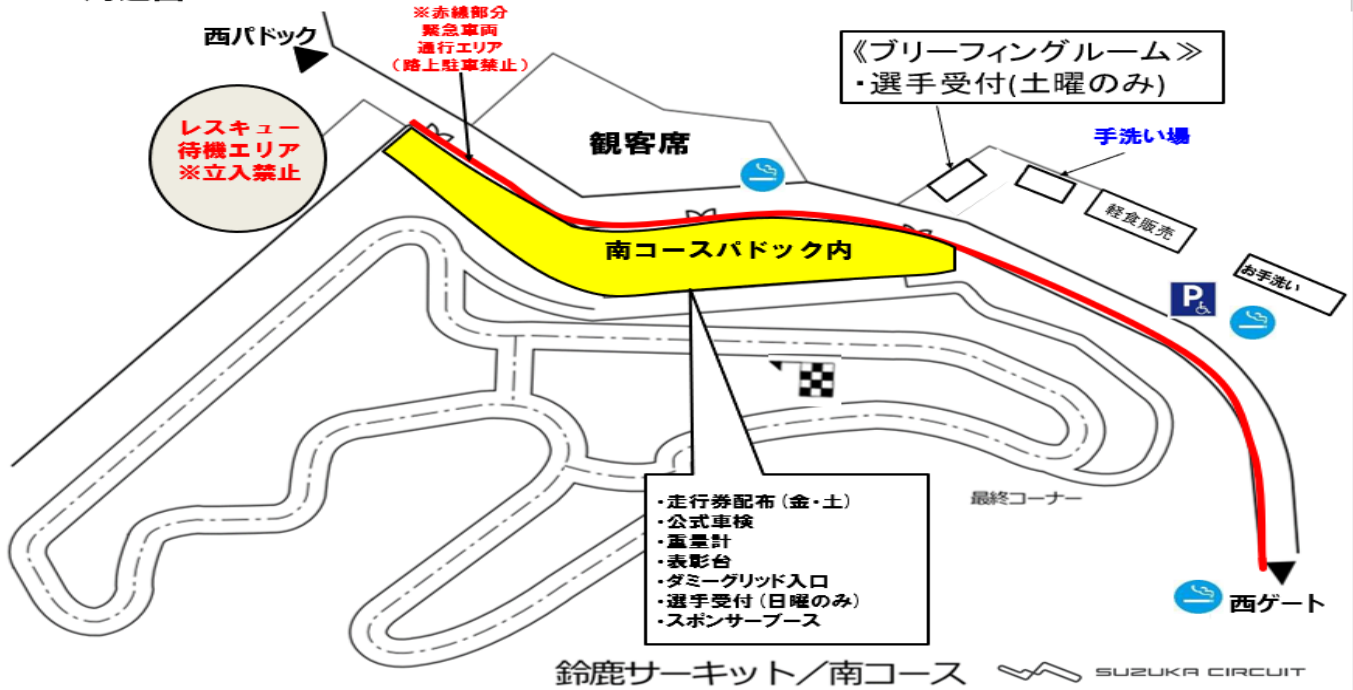 西パドック
※赤線部分
緊急車両
通行エリア
(路上駐車禁止)
《ブリーフィングルーム≫
・選手受付(土曜のみ)
レスキュー
待機エリア
※立入禁止
観客席
手洗い場
軽食販売
南コースパドック内
お手洗い
P
・走行券配布(金・土)
・公式車検
・重量計
・表彰台
・ダミーグリッド入口
・選手受付(日曜のみ)
・スポンサーブース
最終コーナー
西ゲート
鈴鹿サーキット/南コース
SUZUKA CIRCUIT